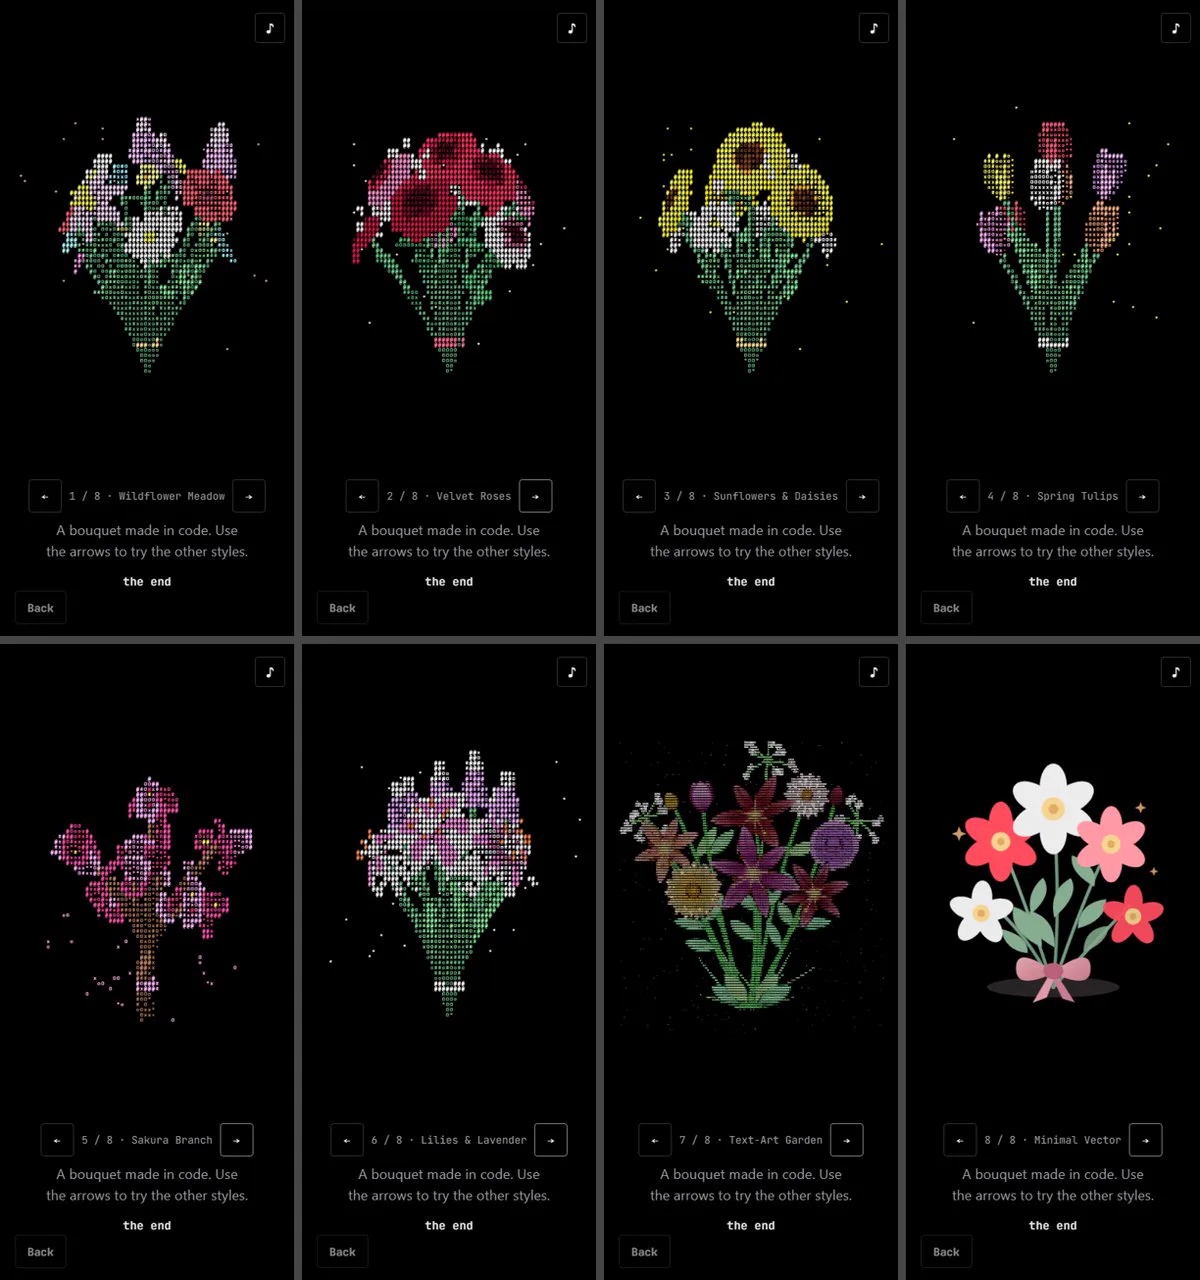 ♪
← 1 / 8 · Wildflower Meadow →
A bouquet made in code. Use
the arrows to try the other styles.
the end
Back
♪
← 2 / 8 · Velvet Roses →
A bouquet made in code. Use
the arrows to try the other styles.
the end
Back
♪
← 3 / 8 · Sunflowers & Daisies →
A bouquet made in code. Use
the arrows to try the other styles.
the end
Back
♪
← 4 / 8 · Spring Tulips →
A bouquet made in code. Use
the arrows to try the other styles.
the end
Back
♪
← 5 / 8 · Sakura Branch →
A bouquet made in code. Use
the arrows to try the other styles.
the end
Back
♪
← 6 / 8 · Lilies & Lavender →
A bouquet made in code. Use
the arrows to try the other styles.
the end
Back
♪
← 7 / 8 · Text-Art Garden →
A bouquet made in code. Use
the arrows to try the other styles.
the end
Back
♪
← 8 / 8 · Minimal Vector →
A bouquet made in code. Use
the arrows to try the other styles.
the end
Back